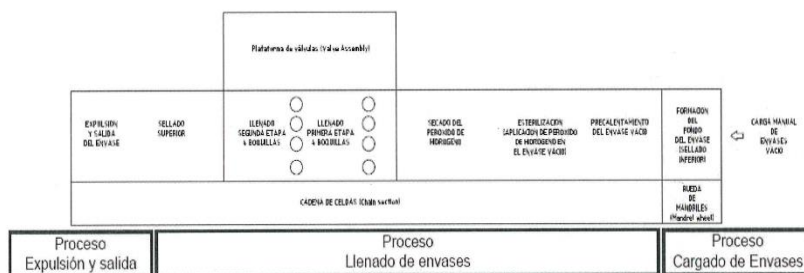 Plataforma de válvulas (Valve Assembly)
EXPULSION
Y SALIDA
DEL ENVASE
SELLADO
SUPERIOR
LLENADO
SEGUNDA ETAPA
4 BOQUILLAS
LLENADO
PRIMERA ETAPA
4 BOQUILLAS
SECADO DEL
PEROXIDO DE
HIDROGENO
ESTERILIZACIÓN
(APLICACION DE PEROXIDO
DE HIDROGENO EN
EL ENVASE VACIO)
PRECALENTAMIENTO
DEL ENVASE VACIO
FORMACION
DEL
FONDO
DEL ENVASE
(SELLADO
INFERIOR)
CARGA MANUAL
DE
ENVASES
VACIO
CADENA DE CELDAS (Chain section)
RUEDA
DE
MANDRILES
(Mandrel wheel)
Proceso
Expulsión y salida
Proceso
Llenado de envases
Proceso
Cargado de Envases